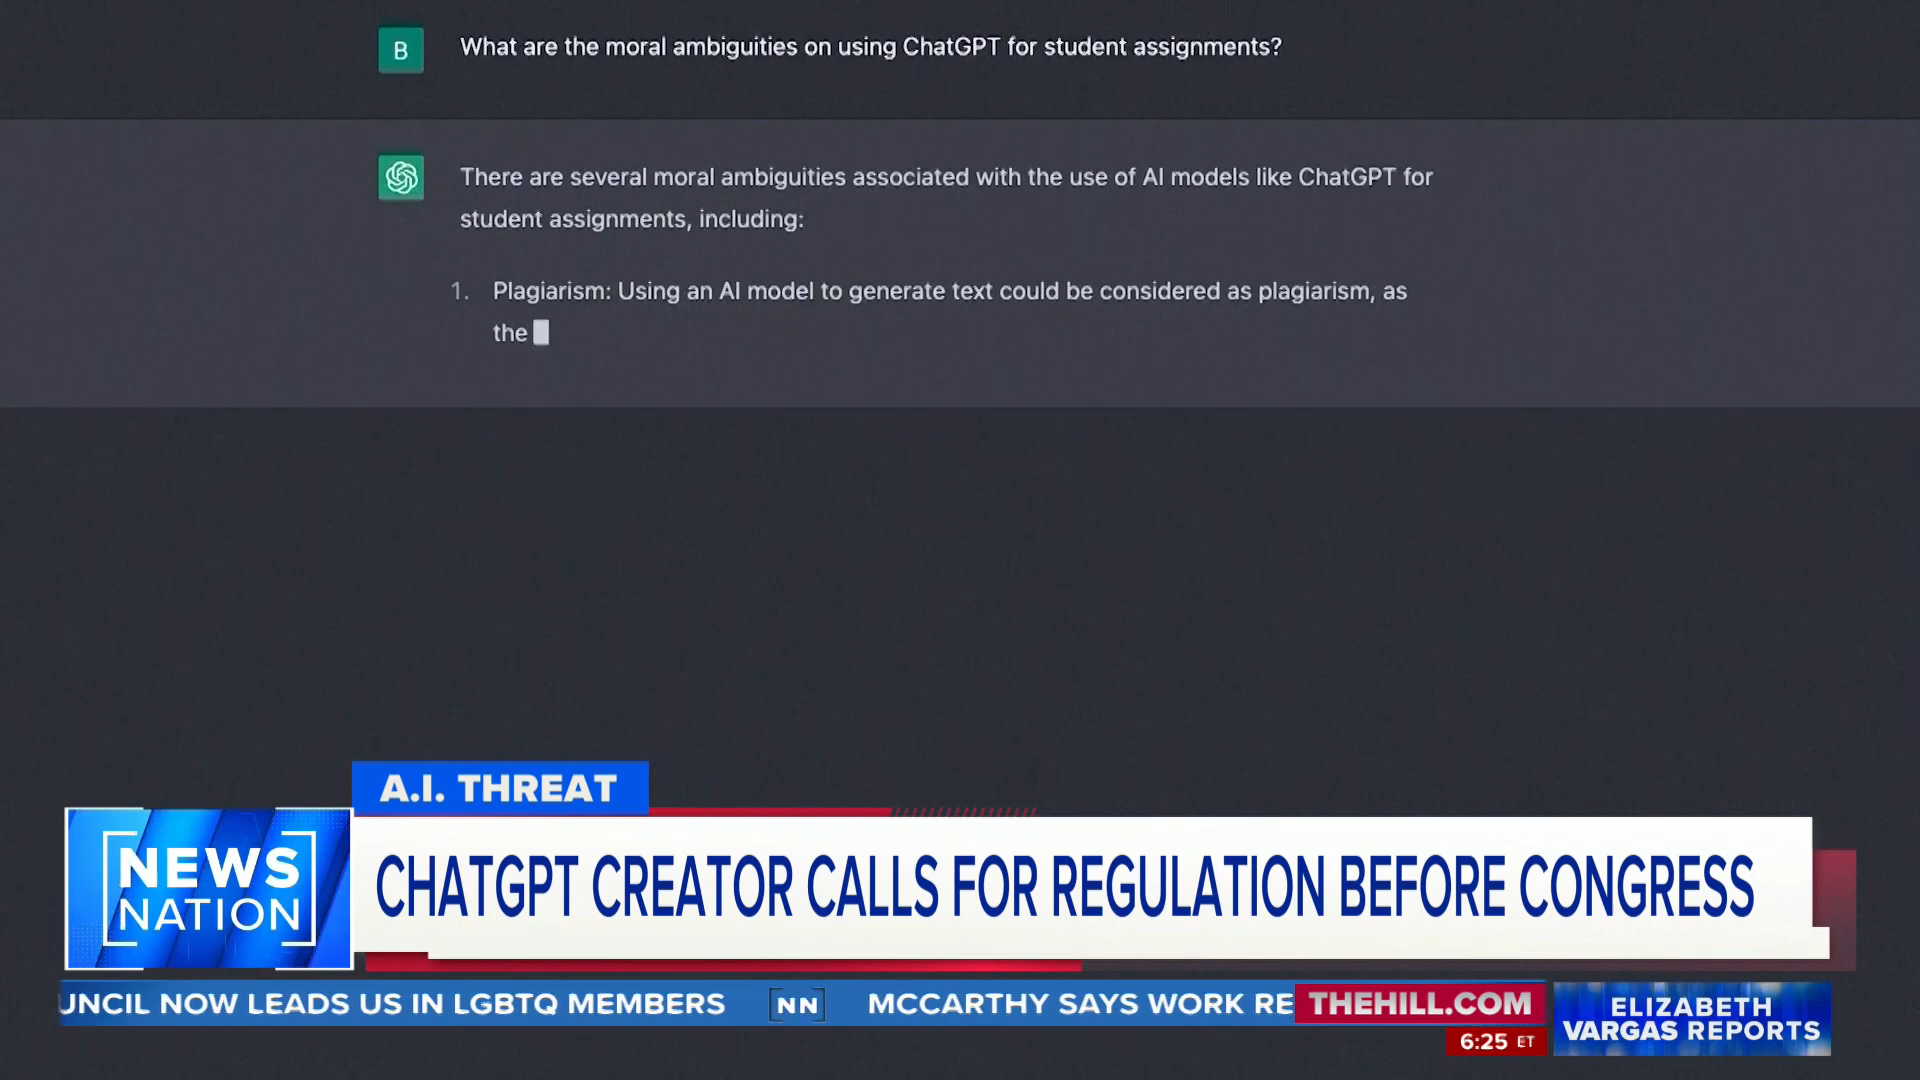 B
What are the moral ambiguities on using ChatGPT for student assignments?
There are several moral ambiguities associated with the use of AI models like ChatGPT for
student assignments, including:
1. Plagiarism: Using an AI model to generate text could be considered as plagiarism, as
the
A.I. THREAT
NEWS
NATION
CHATGPT CREATOR CALLS FOR REGULATION BEFORE CONGRESS
UNCIL NOW LEADS US IN LGBTQ MEMBERS NN MCCARTHY SAYS WORK RE
THEHILL.COM
6:25 ET
ELIZABETH
VARGAS REPORTS